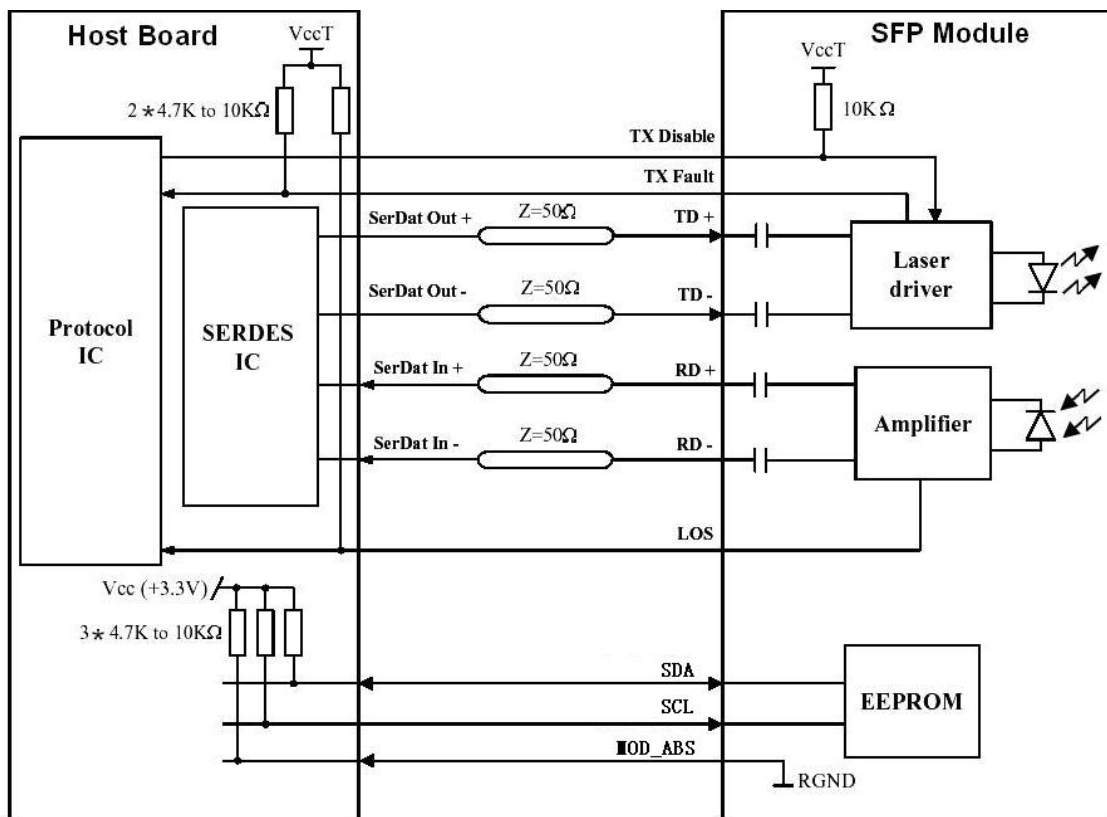 Host Board
SFP Module
VccT
VccT
2*4.7K to 10KΩ
10KΩ
TX Disable
TX Fault
SerDat Out +
Z=50Ω
TD +
SerDat Out -
Z=50Ω
TD -
Laser
driver
Protocol
IC
SERDES
IC
SerDat In +
Z=50Ω
RD +
SerDat In -
Z=50Ω
RD -
Amplifier
LOS
Vcc (+3.3V)
3*4.7K to 10KΩ
SDA
SCL
MOD_ABS
EEPROM
RGND